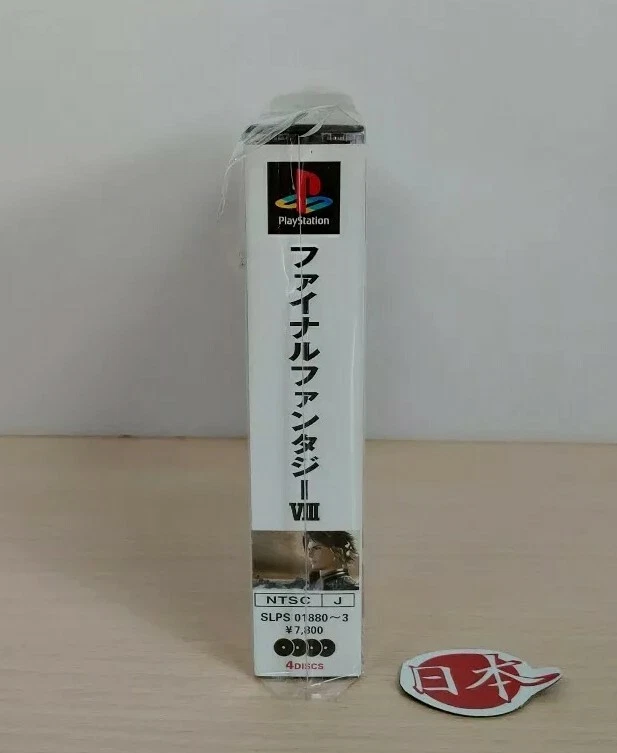 PlayStation
ファイナルファンタジーVIII
NTSC J
SLPS 01880～3
¥7,800
4DISCS
日本